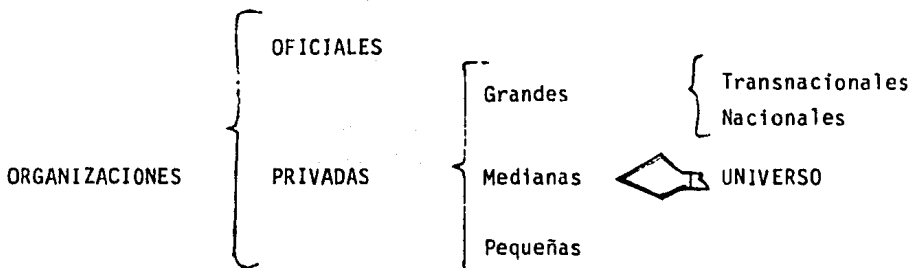 OFICIALES
Grandes
Transnacionales
Nacionales
ORGANIZACIONES PRIVADAS Medianas UNIVERSO
Pequeñas